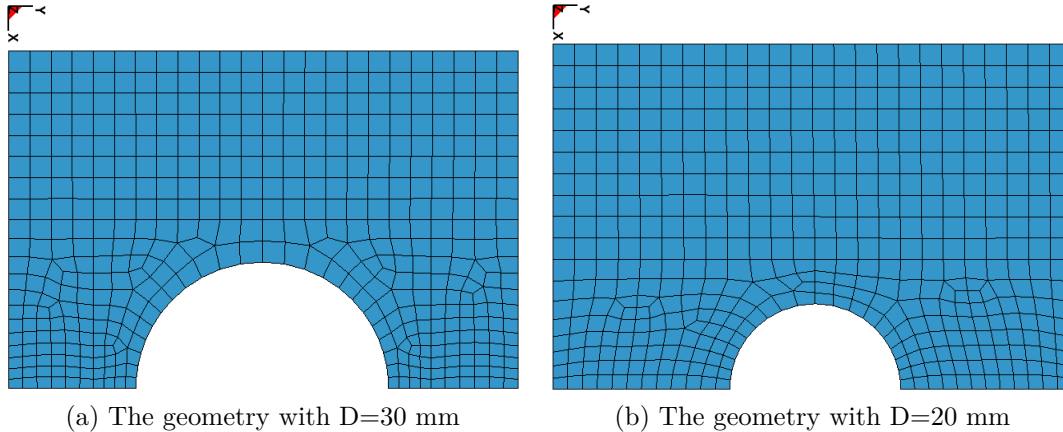 Y
Z
X
Y
Z
X
(a) The geometry with D=30 mm
(b) The geometry with D=20 mm